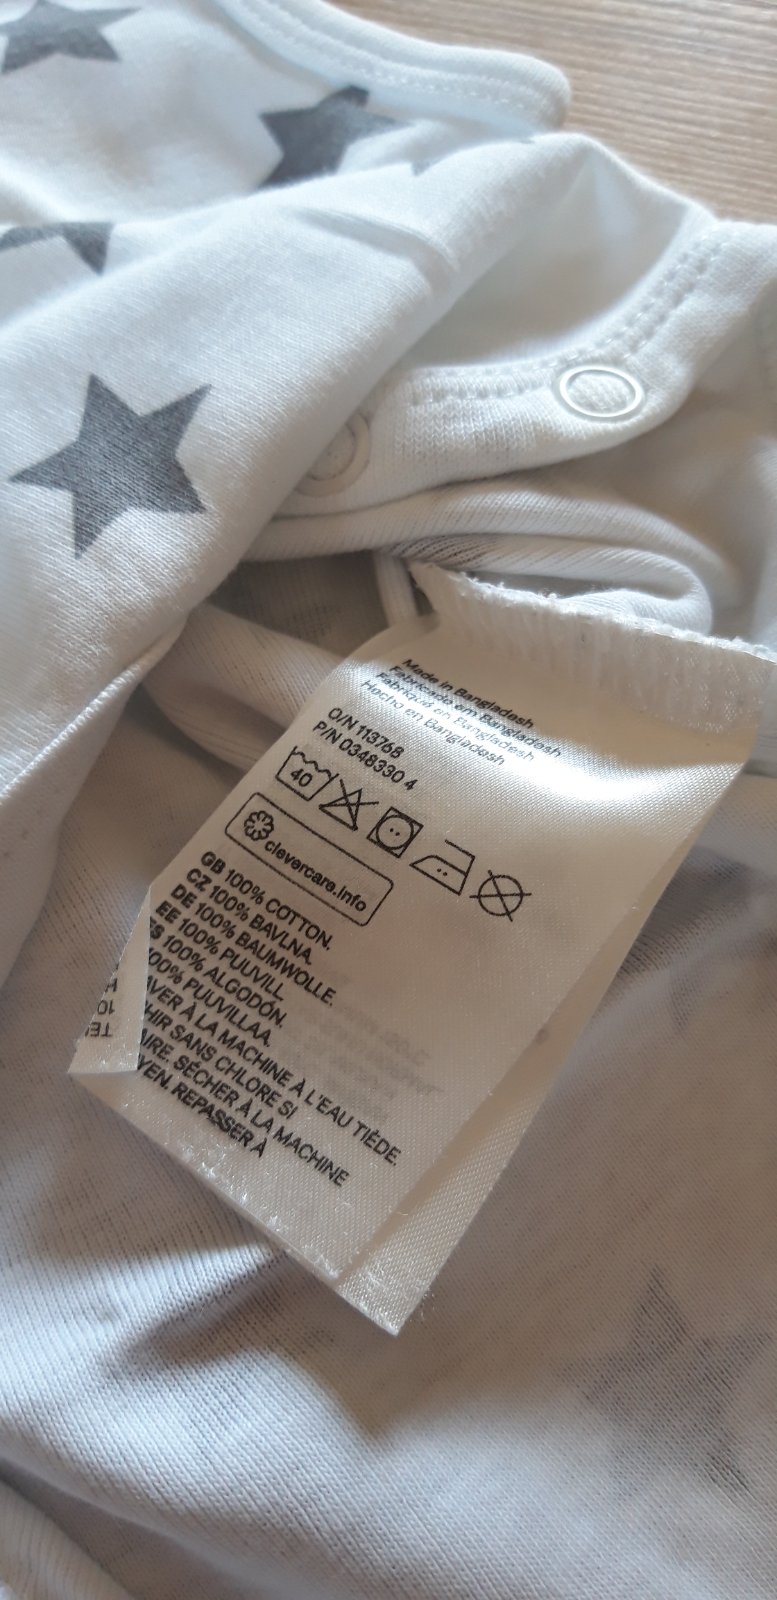 Made in Bangladesh
Fabricado em Bangladesh
Fabriqué en Bangladesh
Hecho en Bangladesh
O/N 113768
P/N 0348330 4
40
clevercare.info
GB 100% COTTON.
CZ 100% BAVLNA.
DE 100% BAUMWOLLE.
EE 100% PUUVILL
ES 100% ALGODÓN.
100% PUUVILLAA.
À LA MACHINE À L'EAU TIÈDE.
SANS CHLORE SI
SÉCHER À LA MACHINE
REPASSER À